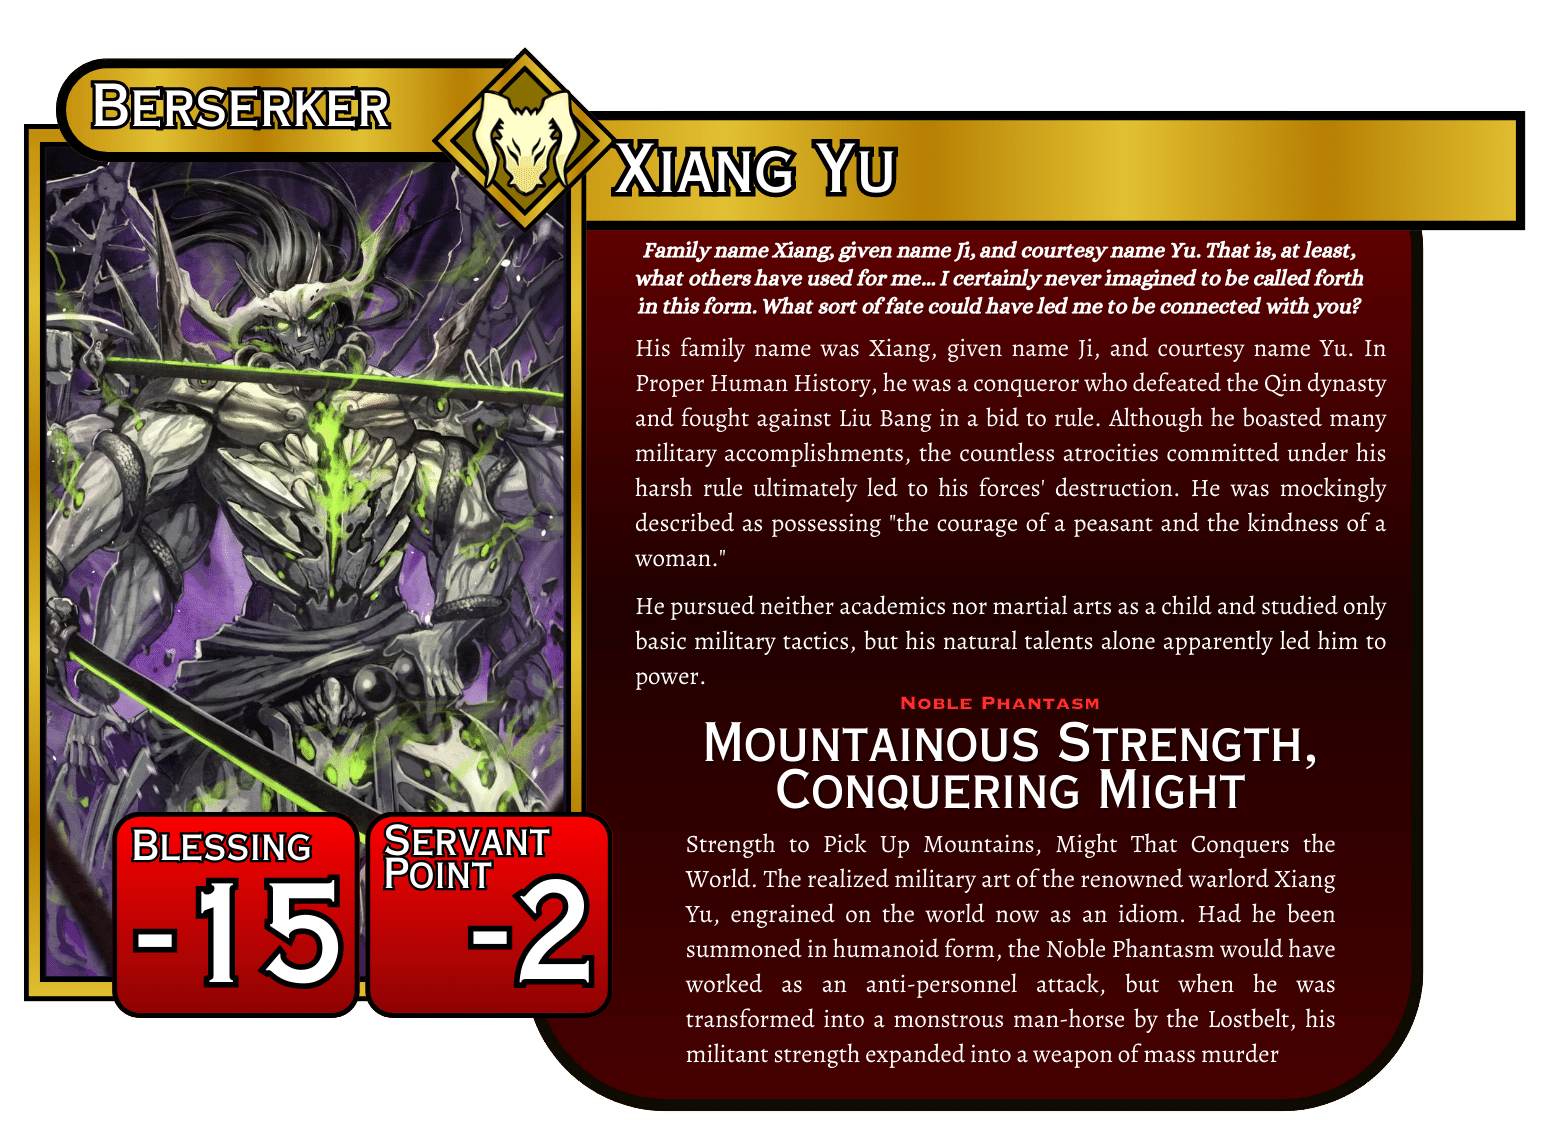 BERSERKER
XIANG YU
Family name Xiang, given name Ji, and courtesy name Yu. That is, at least,
what others have used for me... I certainly never imagined to be called forth
in this form. What sort of fate could have led me to be connected with you?
His family name was Xiang, given name Ji, and courtesy name Yu. In
Proper Human History, he was a conqueror who defeated the Qin dynasty
and fought against Liu Bang in a bid to rule. Although he boasted many
military accomplishments, the countless atrocities committed under his
harsh rule ultimately led to his forces' destruction. He was mockingly
described as possessing "the courage of a peasant and the kindness of a
woman."
He pursued neither academics nor martial arts as a child and studied only
basic military tactics, but his natural talents alone apparently led him to
power.
NOBLE PHANTASM
MOUNTAINOUS STRENGTH,
CONQUERING MIGHT
Strength to Pick Up Mountains, Might That Conquers the
World. The realized military art of the renowned warlord Xiang
Yu, engrained on the world now as an idiom. Had he been
summoned in humanoid form, the Noble Phantasm would have
worked as an anti-personnel attack, but when he was
transformed into a monstrous man-horse by the Lostbelt, his
militant strength expanded into a weapon of mass murder
BLESSING
-15
SERVANT
POINT
-2